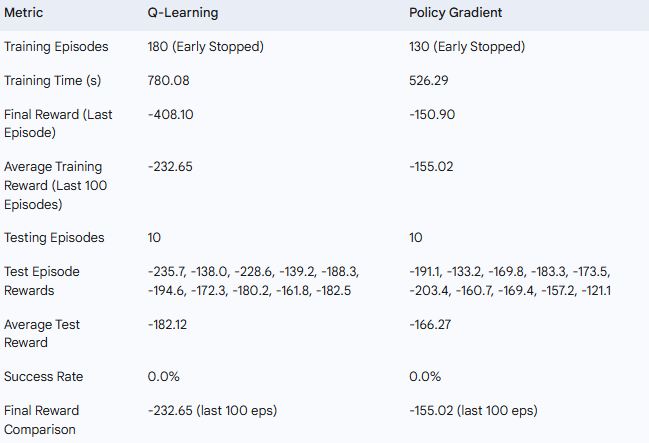 Metric Q-Learning Policy Gradient
Training Episodes 180 (Early Stopped) 130 (Early Stopped)
Training Time (s) 780.08 526.29
Final Reward (Last -408.10 -150.90
Episode)
Average Training -232.65 -155.02
Reward (Last 100
Episodes)
Testing Episodes 10 10
Test Episode -235.7, -138.0, -228.6, -139.2, -188.3, -191.1, -133.2, -169.8, -183.3, -173.5,
Rewards -194.6, -172.3, -180.2, -161.8, -182.5 -203.4, -160.7, -169.4, -157.2, -121.1
Average Test -182.12 -166.27
Reward
Success Rate 0.0% 0.0%
Final Reward -232.65 (last 100 eps) -155.02 (last 100 eps)
Comparison